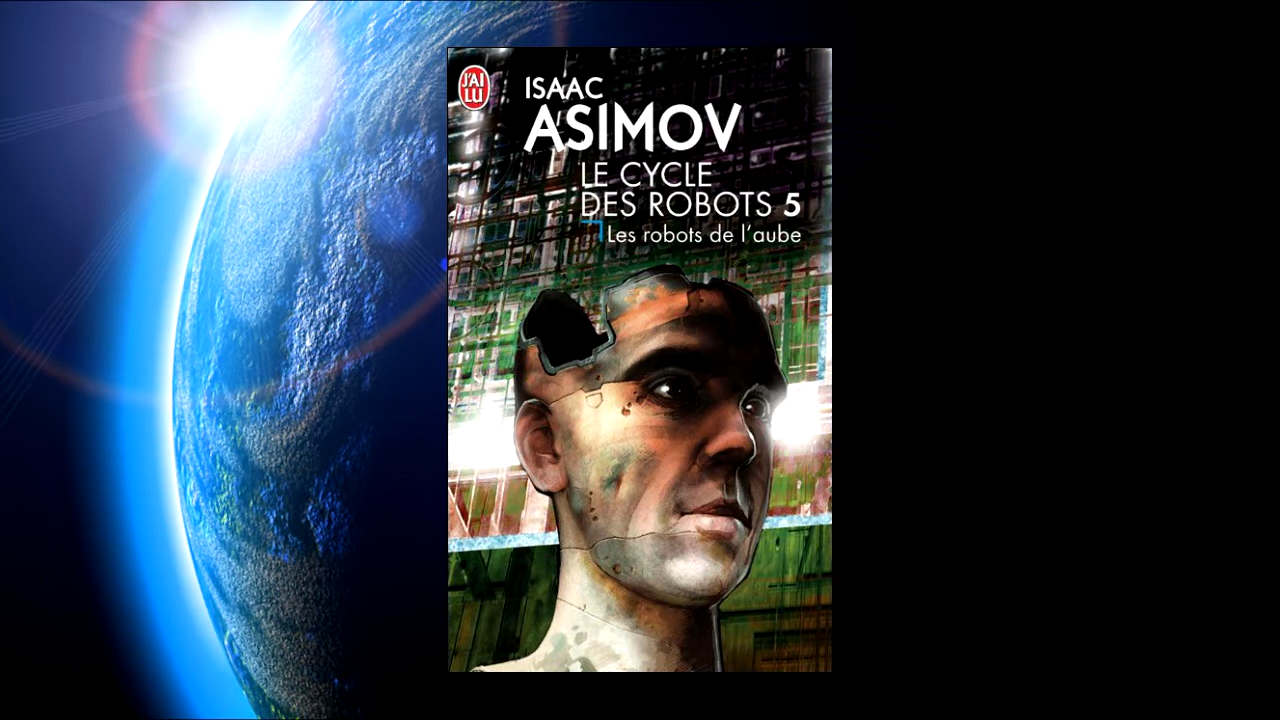 J'AI
LU
ISAAC
ASIMOV
LE CYCLE
DES ROBOTS 5
Les robots de l'aube